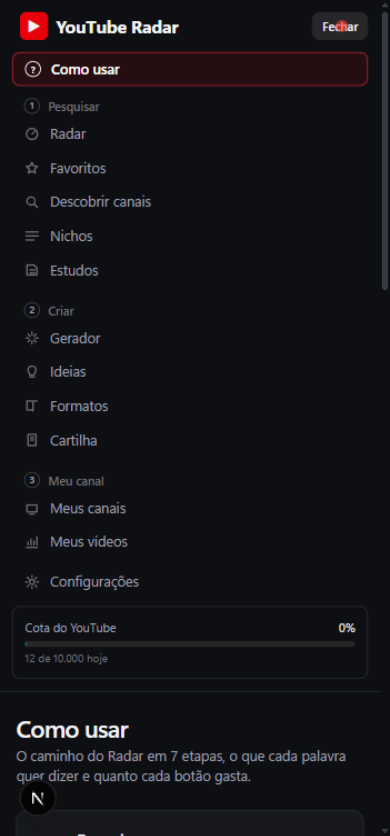 YouTube Radar
Fechar
? Como usar
1 Pesquisar
Radar
Favoritos
Descobrir canais
Nichos
Estudos
2 Criar
Gerador
Ideias
Formatos
Cartilha
3 Meu canal
Meus canais
Meus vídeos
Configurações
Cota do YouTube 0%
12 de 10.000 hoje
Como usar
O caminho do Radar em 7 etapas, o que cada palavra
quer dizer e quanto cada botão gasta.
N